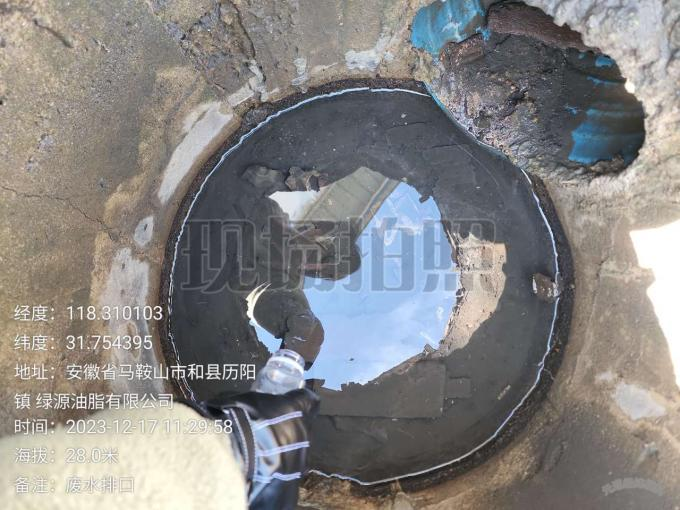 现场拍照
经度：118.310103
纬度：31.754395
地址：安徽省马鞍山市和县历阳
镇 绿源油脂有限公司
时间：2023-12-17 11:29:58
海拔：28.0米
备注：废水排口